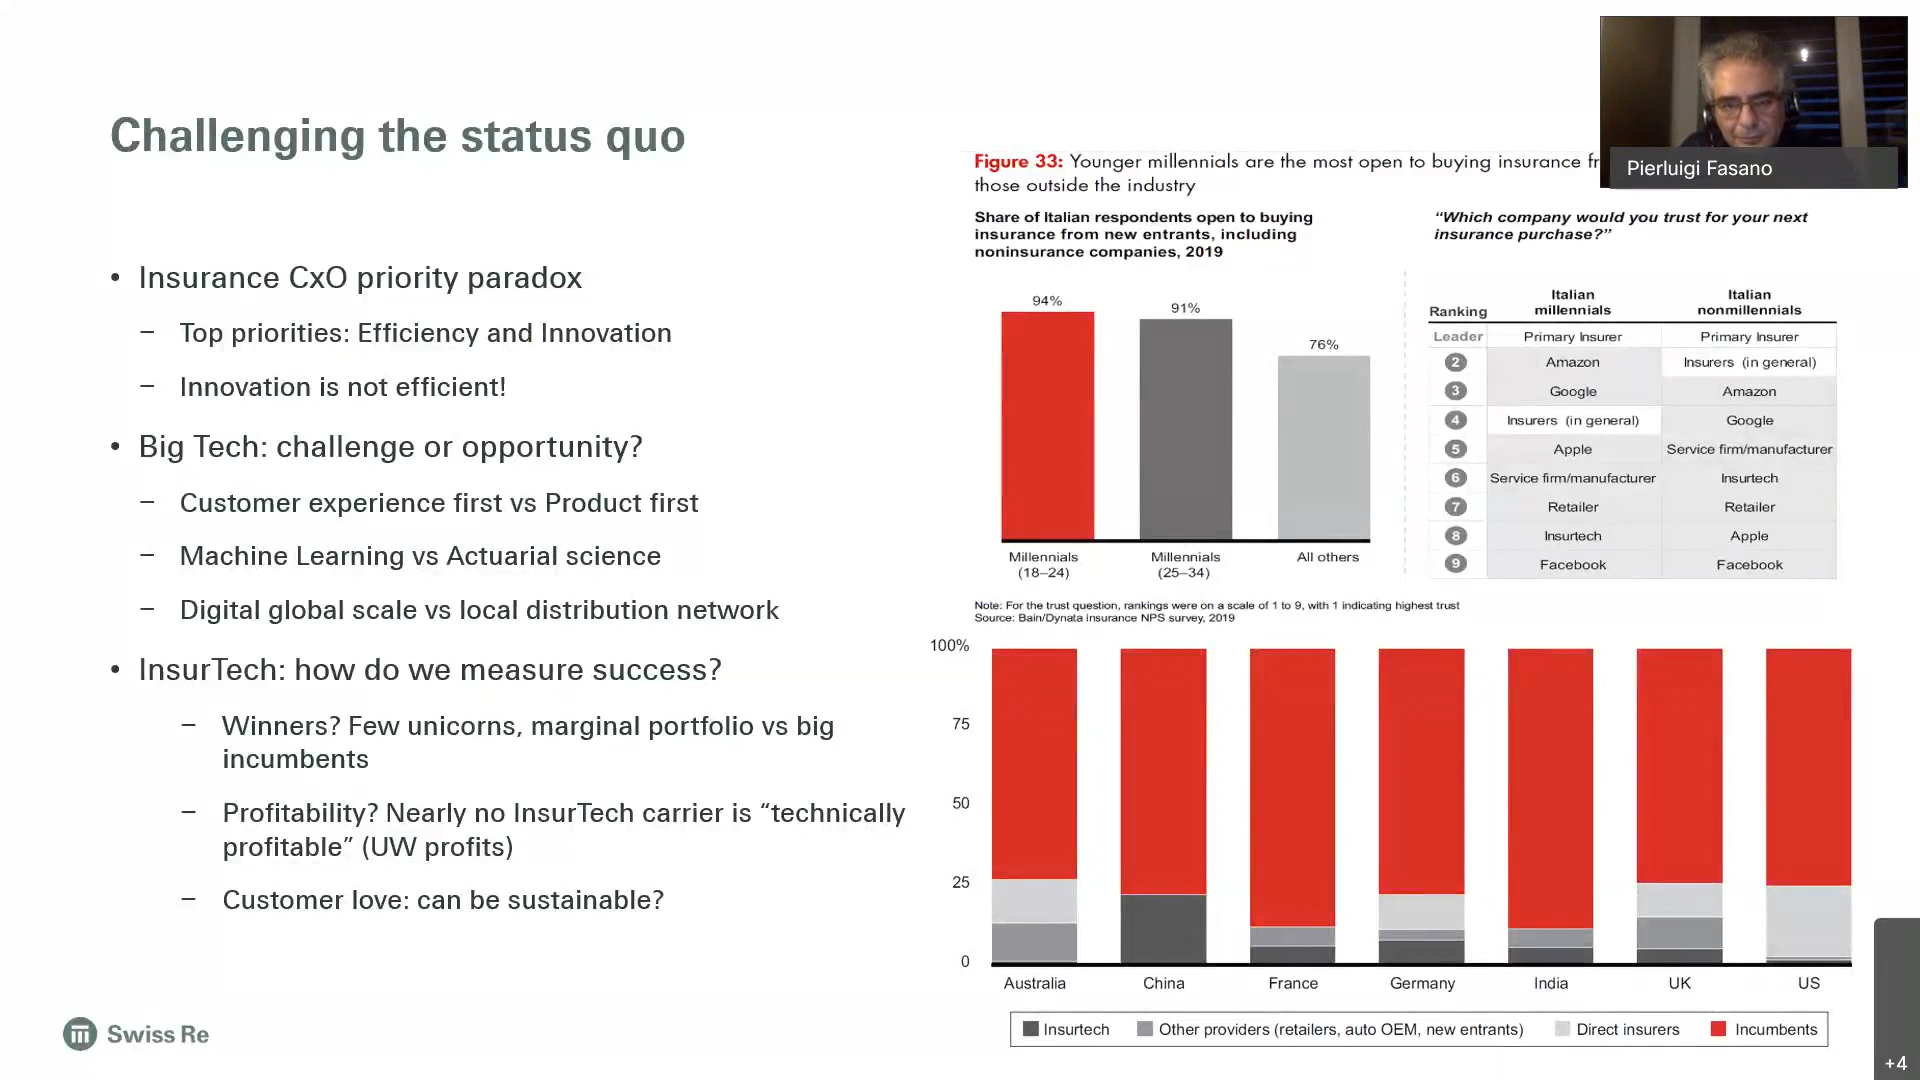 Challenging the status quo
• Insurance CxO priority paradox
– Top priorities: Efficiency and Innovation
– Innovation is not efficient!
• Big Tech: challenge or opportunity?
– Customer experience first vs Product first
– Machine Learning vs Actuarial science
– Digital global scale vs local distribution network
• InsurTech: how do we measure success?
– Winners? Few unicorns, marginal portfolio vs big
incumbents
– Profitability? Nearly no InsurTech carrier is “technically
profitable” (UW profits)
– Customer love: can be sustainable?
Swiss Re
Pierluigi Fasano
Figure 33: Younger millennials are the most open to buying insurance
those outside the industry
Share of Italian respondents open to buying
insurance from new entrants, including
noninsurance companies, 2019
94%
91%
76%
Millennials
(18–24)
Millennials
(25–34)
All others
“Which company would you trust for your next
insurance purchase?”
Ranking Italian millennials Italian nonmillennials
Leader Primary Insurer Primary Insurer
2 Amazon Insurers (in general)
3 Google Amazon
4 Insurers (in general) Google
5 Apple Service firm/manufacturer
6 Service firm/manufacturer Insurtech
7 Retailer Retailer
8 Insurtech Apple
9 Facebook Facebook
Note: For the trust question, rankings were on a scale of 1 to 9, with 1 indicating highest trust
Source: Bain/Dynata insurance NPS survey, 2019
100%
75
50
25
0
Australia China France Germany India UK US
Insurtech Other providers (retailers, auto OEM, new entrants) Direct insurers Incumbents
+4